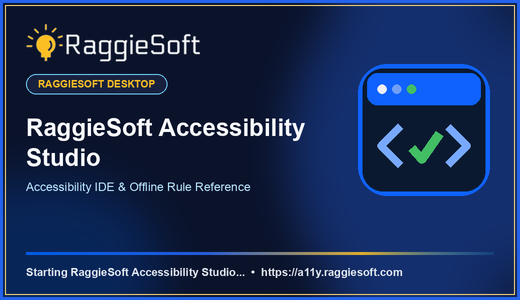 RaggieSoft
RAGGIESOFT DESKTOP
RaggieSoft Accessibility
Studio
Accessibility IDE & Offline Rule Reference
Starting RaggieSoft Accessibility Studio... • https://a11y.raggiesoft.com